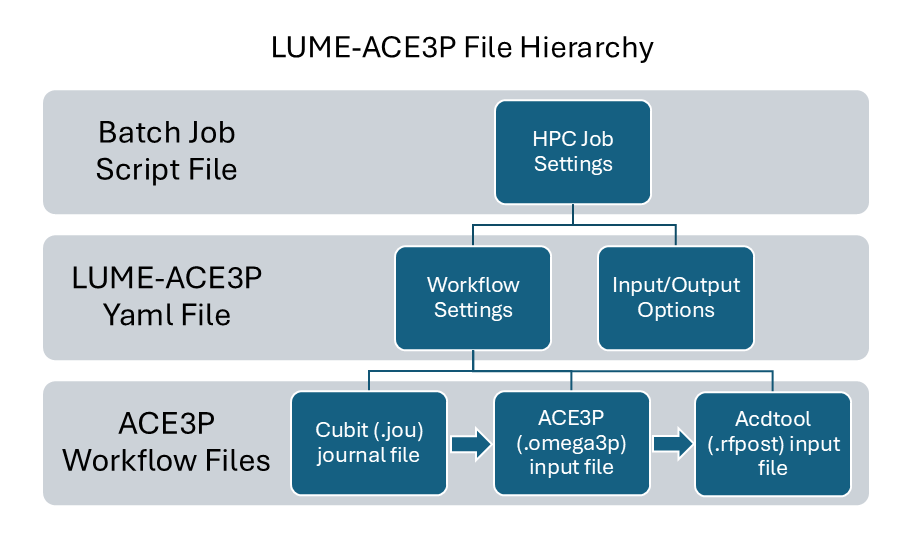 LUME-ACE3P File Hierarchy
Batch Job
Script File
HPC Job
Settings
LUME-ACE3P
Yaml File
Workflow
Settings
Input/Output
Options
ACE3P
Workflow Files
Cubit (.jou)
journal file
ACE3P
(.omega3p)
input file
Acdtool
(.rfpost) input
file